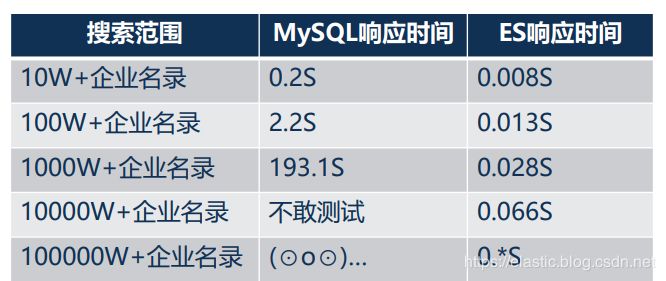 搜索范围 MySQL响应时间 ES响应时间
10W+企业名录 0.2S 0.008S
100W+企业名录 2.2S 0.013S
1000W+企业名录 193.1S 0.028S
10000W+企业名录 不敢测试 0.066S
100000W+企业名录 (⊙o⊙)… 0.*S
https://elastic.blog.csdn.net